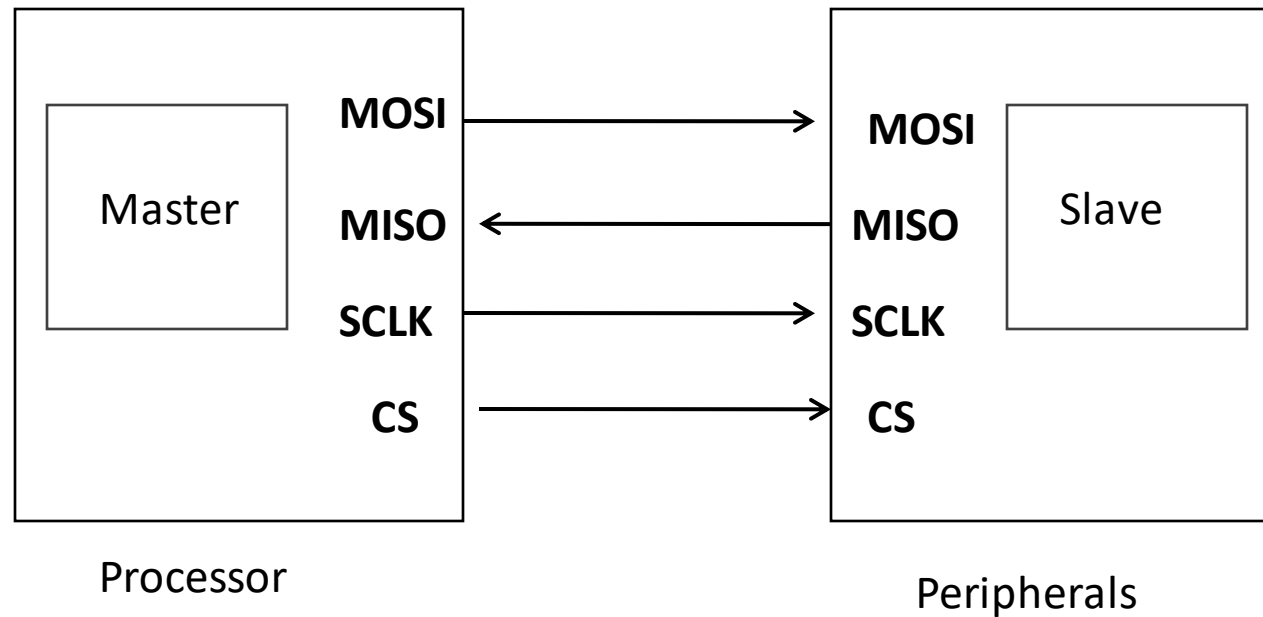 MOSI
MOSI
Master
MISO
MISO
Slave
SCLK
SCLK
CS
CS
Processor
Peripherals